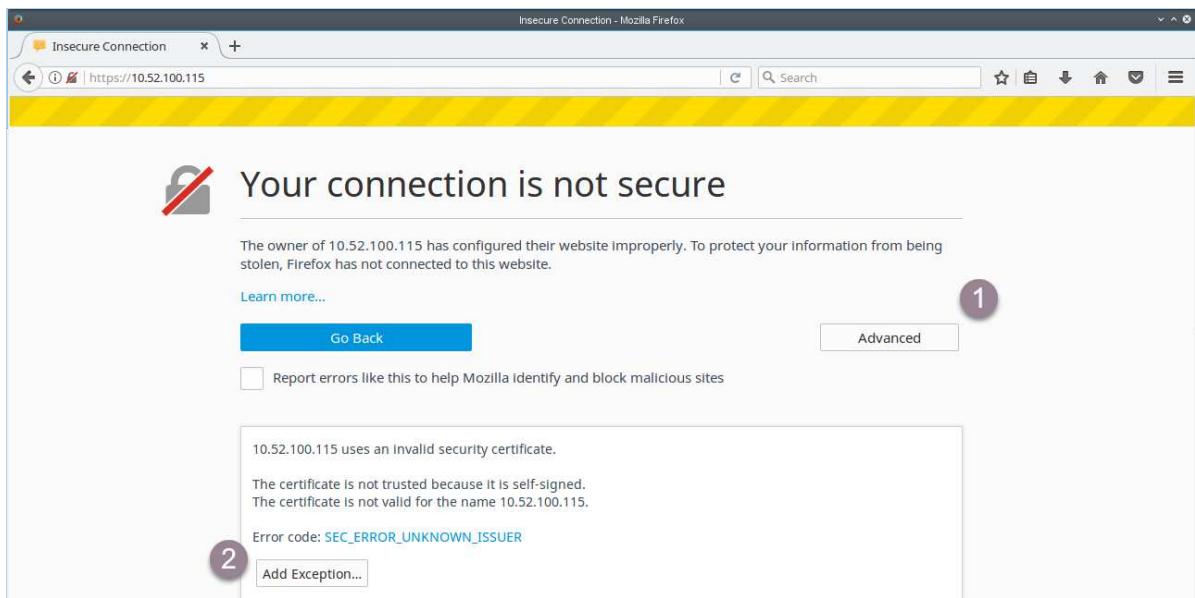 Insecure Connection - Mozilla Firefox
Insecure Connection
https://10.52.100.115
Search
Your connection is not secure
The owner of 10.52.100.115 has configured their website improperly. To protect your information from being
stolen, Firefox has not connected to this website.
Learn more...
1
Go Back
Advanced
Report errors like this to help Mozilla identify and block malicious sites
10.52.100.115 uses an invalid security certificate.
The certificate is not trusted because it is self-signed.
The certificate is not valid for the name 10.52.100.115.
Error code: SEC_ERROR_UNKNOWN_ISSUER
2
Add Exception...